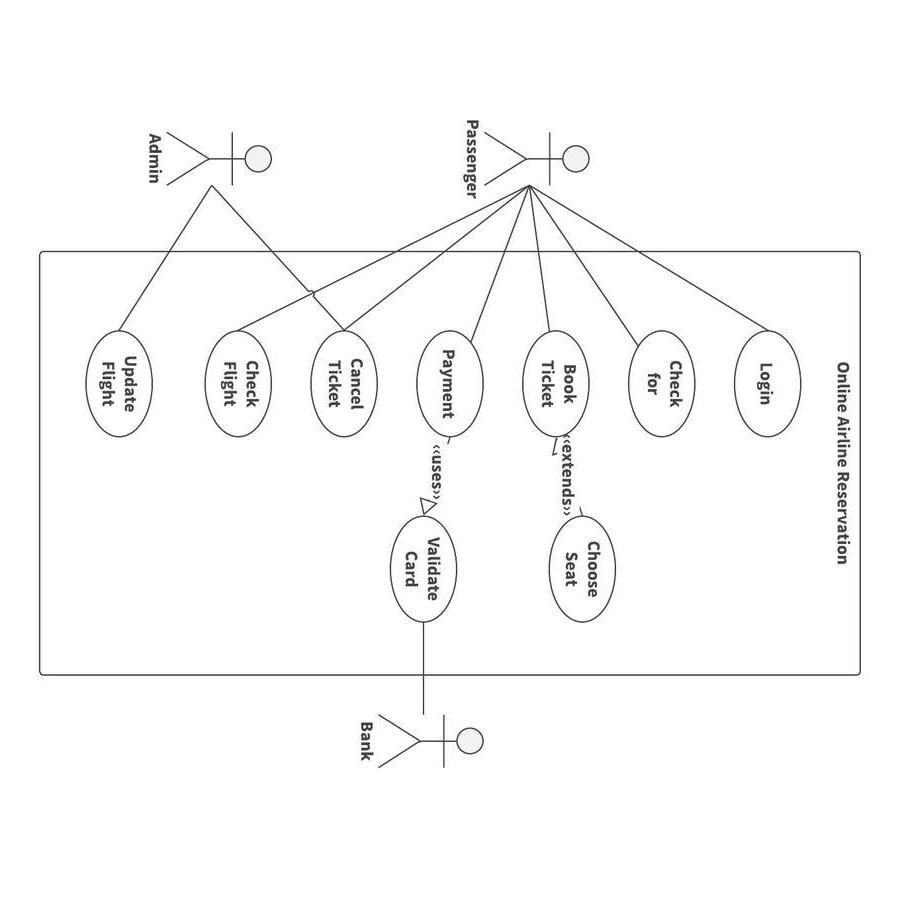 Online Airline Reservation
Passenger
Login
Check
for
Book
Ticket
‹‹extends››
Choose
Seat
Payment
‹‹uses››
Validate
Card
Bank
Cancel
Ticket
Check
Flight
Admin
Update
Flight